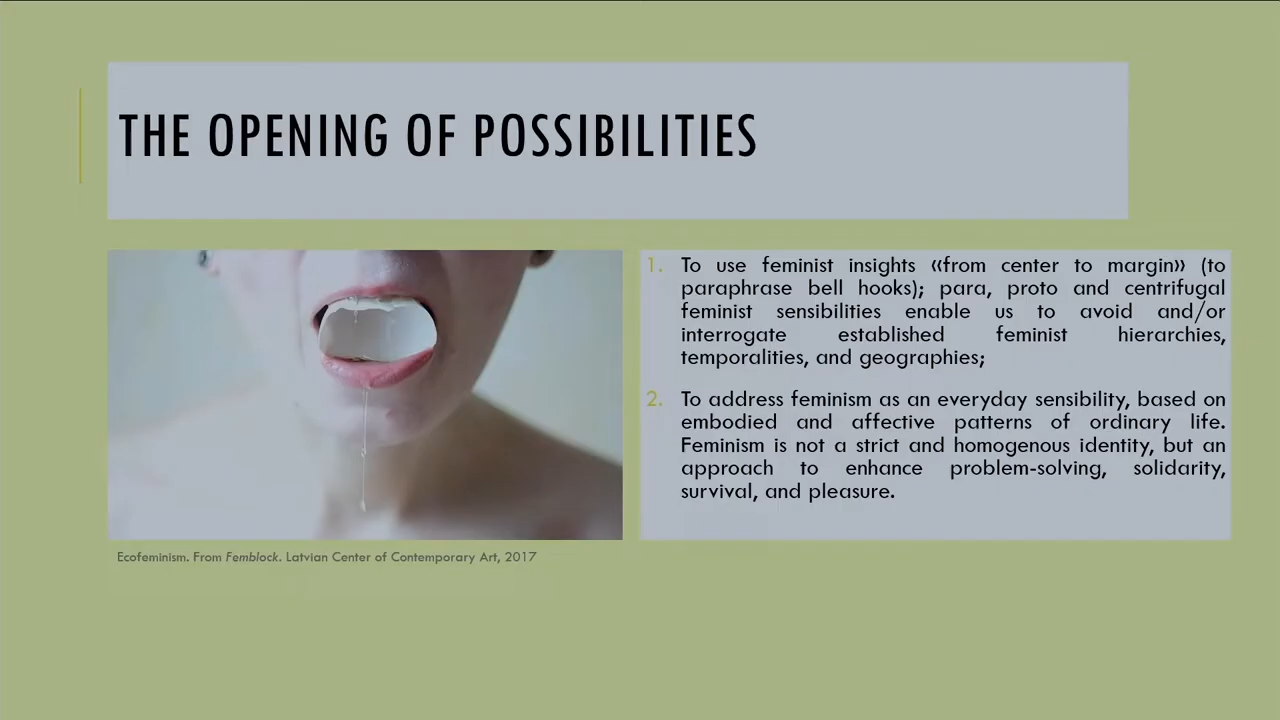 THE OPENING OF POSSIBILITIES
1. To use feminist insights «from center to margin» (to
paraphrase bell hooks); para, proto and centrifugal
feminist sensibilities enable us to avoid and/or
interrogate established feminist hierarchies,
temporalities, and geographies;
2. To address feminism as an everyday sensibility, based on
embodied and affective patterns of ordinary life.
Feminism is not a strict and homogenous identity, but an
approach to enhance problem-solving, solidarity,
survival, and pleasure.
Ecofeminism. From Femblock. Latvian Center of Contemporary Art, 2017